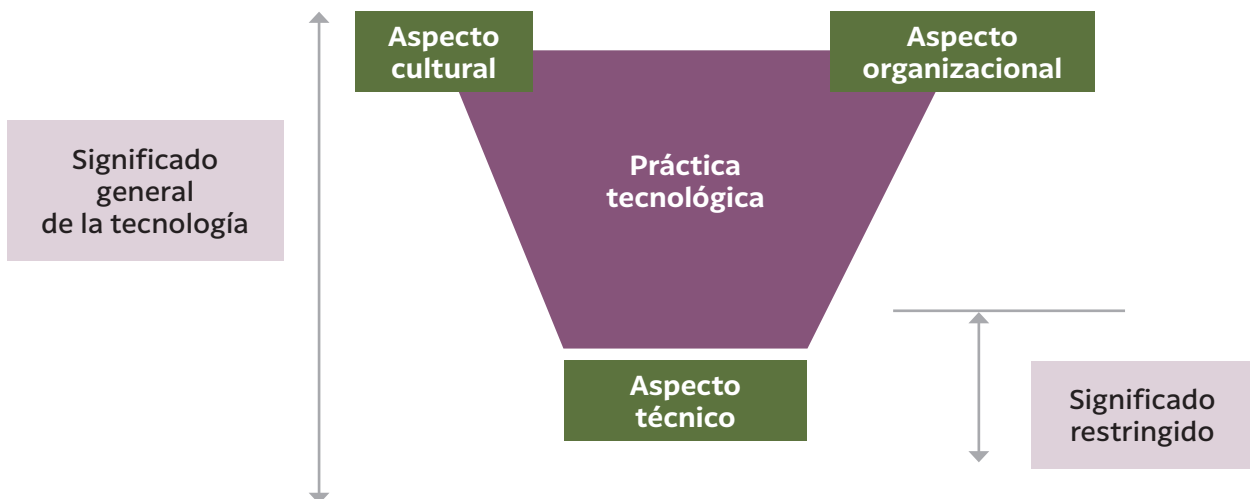 Aspecto
cultural
Aspecto
organizacional
Significado
general
de la tecnología
Práctica
tecnológica
Aspecto
técnico
Significado
restringido